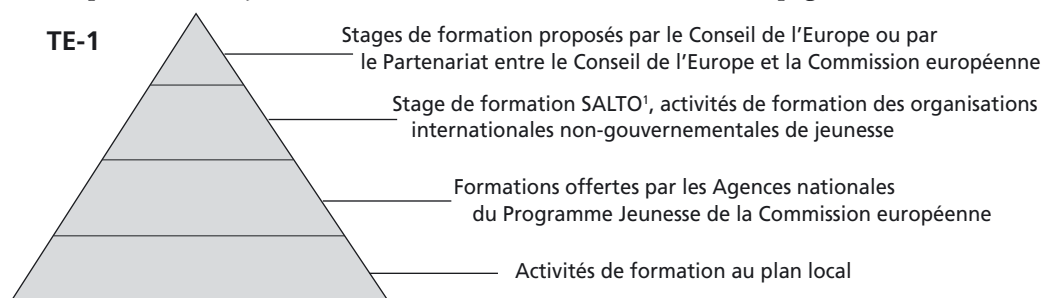 TE-1
Stages de formation proposés par le Conseil de l'Europe ou par
le Partenariat entre le Conseil de l'Europe et la Commission européenne
Stage de formation SALTO¹, activités de formation des organisations
internationales non-gouvernementales de jeunesse
Formations offertes par les Agences nationales
du Programme Jeunesse de la Commission européenne
Activités de formation au plan local